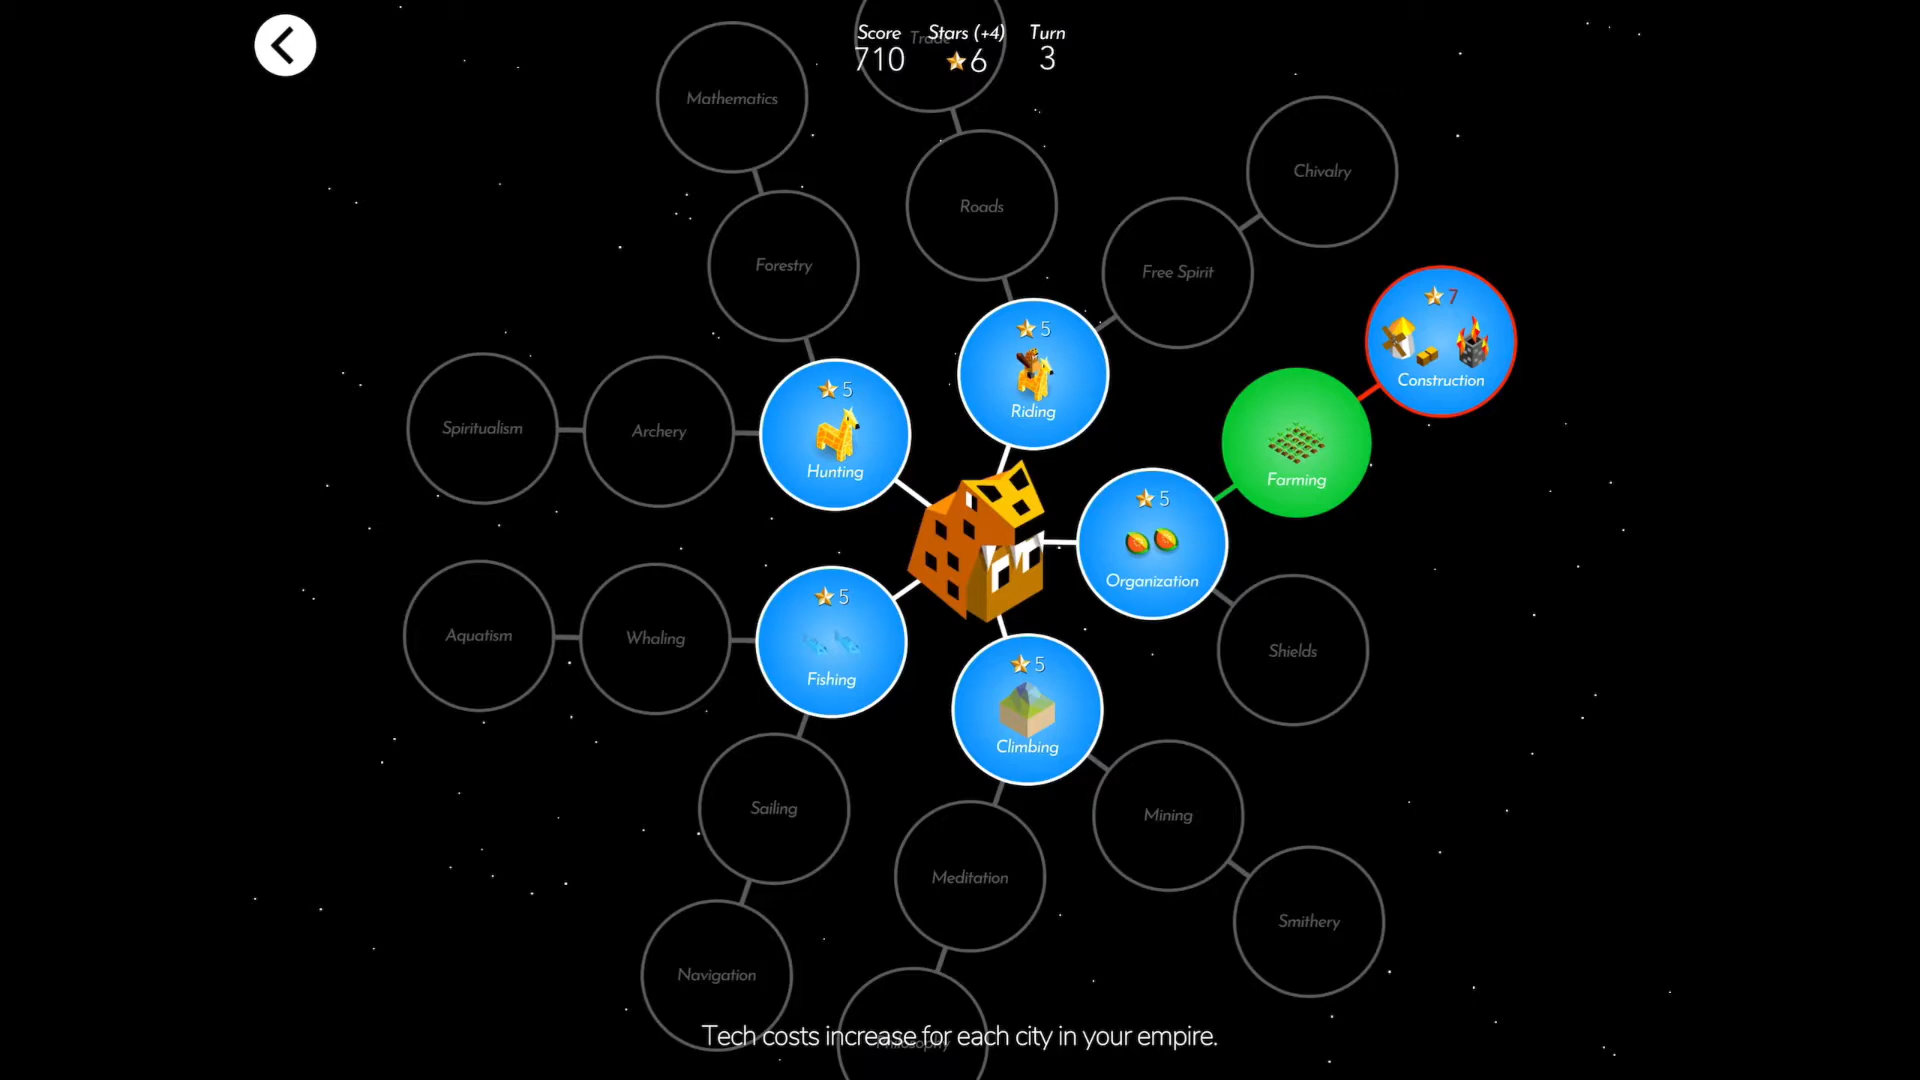 Score
Stars (+4)
Turn
710
6
3
Trade
Mathematics
Chivalry
Roads
Forestry
Free Spirit
7
Construction
5
Riding
5
Hunting
Spiritualism
Archery
Farming
5
Organization
5
Fishing
Aquatism
Whaling
Shields
5
Climbing
Sailing
Mining
Meditation
Smithery
Navigation
Tech costs increase for each city in your empire.
Philosophy